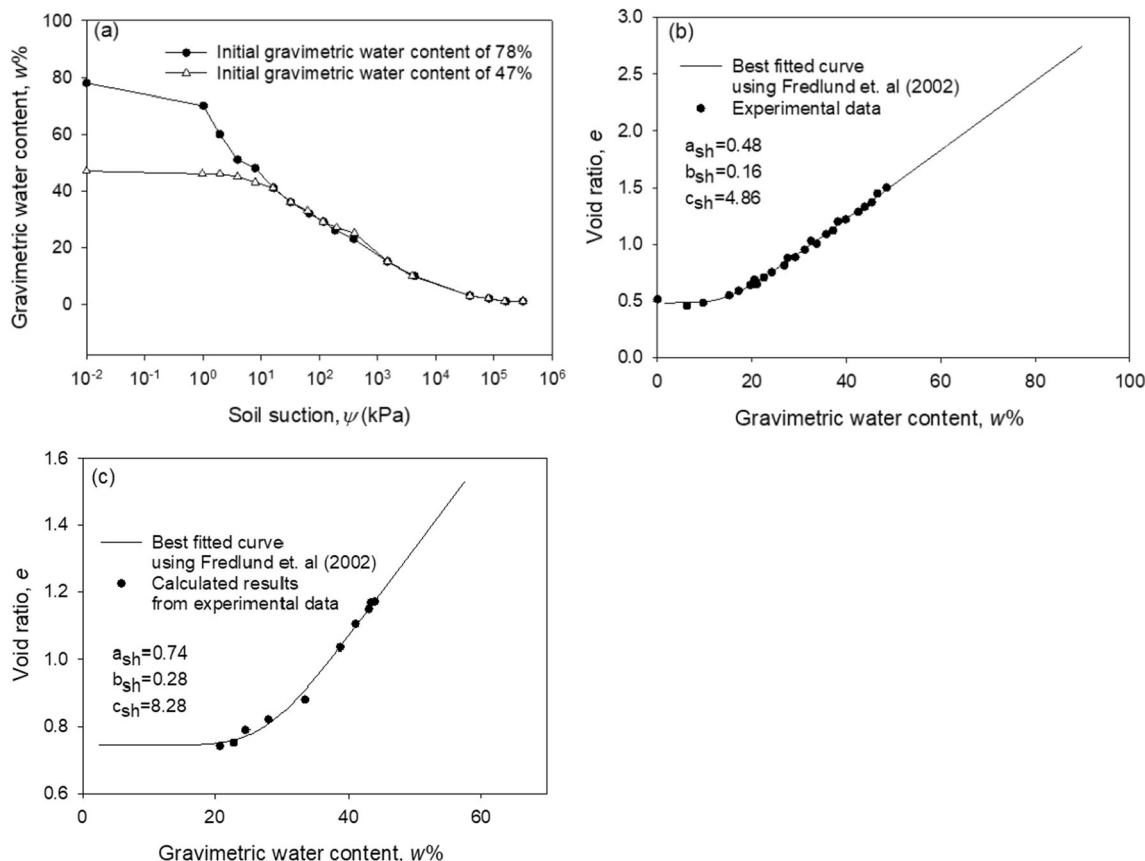 (a)
Initial gravimetric water content of 78%
Initial gravimetric water content of 47%
Gravimetric water content, w%
100
80
60
40
20
0
10-2 10-1 100 101 102 103 104 105 106
Soil suction, ψ (kPa)
(b)
Best fitted curve
using Fredlund et. al (2002)
Experimental data
ash=0.48
bsh=0.16
csh=4.86
Void ratio, e
3.0
2.5
2.0
1.5
1.0
0.5
0.0
0 20 40 60 80 100
Gravimetric water content, w%
(c)
Best fitted curve
using Fredlund et. al (2002)
Calculated results
from experimental data
ash=0.74
bsh=0.28
csh=8.28
Void ratio, e
1.6
1.4
1.2
1.0
0.8
0.6
0 20 40 60
Gravimetric water content, w%